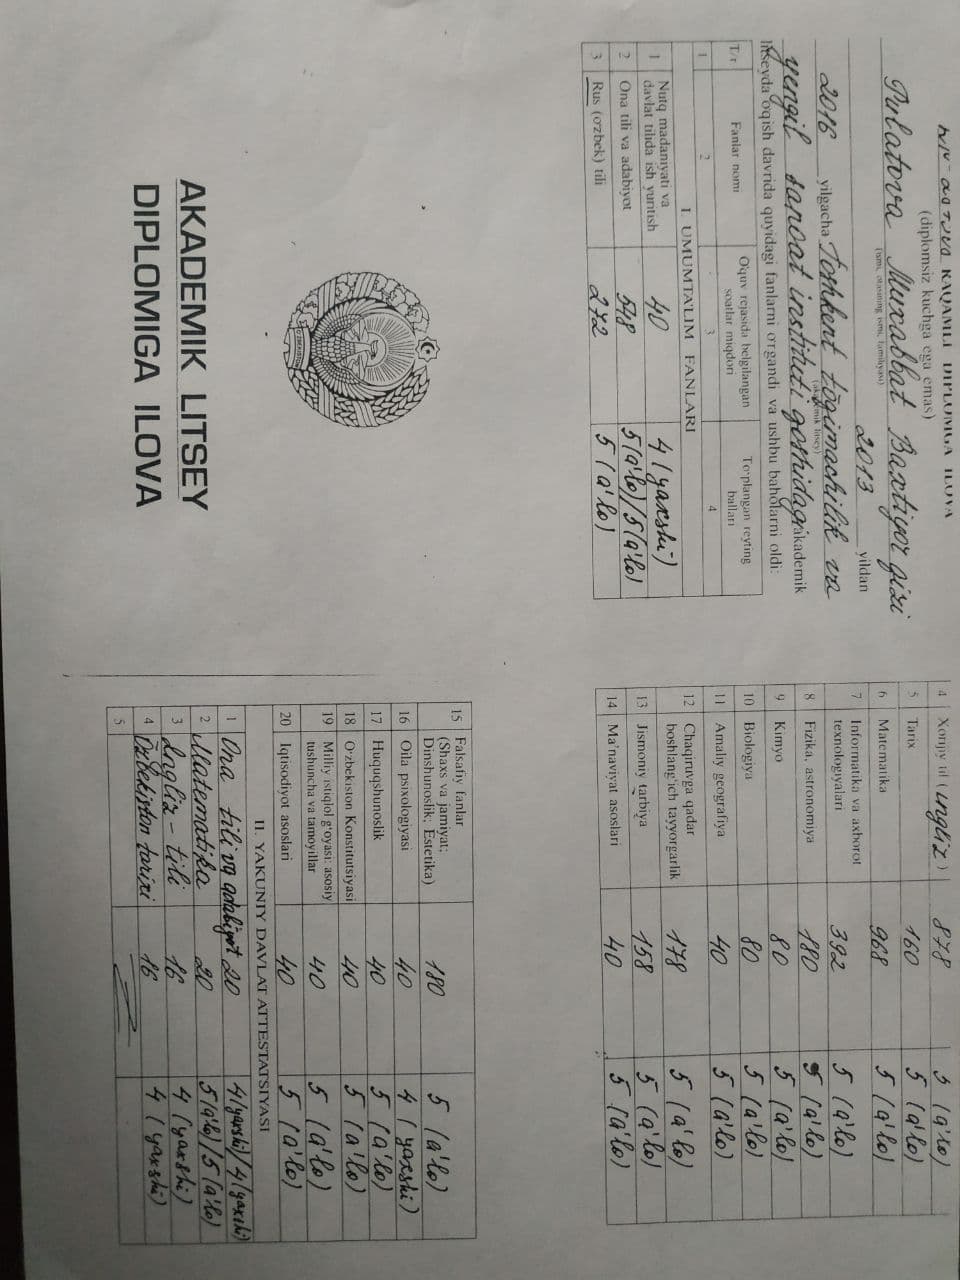 AKADEMIK LITSEY
DIPLOMIGA ILOVA
RAQAMLI DIPLOMGA ILOVA
(diplomsiz kuchga ega emas)
Pulatova Muxabbat Baxtiyor qizi
(ismi, otasining ismi, familiyasi)
2013 yildan
2016 yilgacha Toshkent to'qimachilik va
(akademik litsey)
yengil sanoat instituti qoshidagi akademik
litseyda o'qish davrida quyidagi fanlarni o'rgandi va ushbu baholarni oldi:
T/r Fanlar nomi O'quv rejasida belgilangan soatlar miqdori To'plangan reyting ballari
1 2 3 4
I. UMUMTA'LIM FANLARI
1 Nutq madaniyati va davlat tilida ish yuritish 40 4 (yaxshi)
2 Ona tili va adabiyot 548 5(a'lo)/5(a'lo)
3 Rus (o'zbek) tili 272 5 (a'lo)
4 Xorijiy til (ingliz) 878 5 (a'lo)
5 Tarix 160 5 (a'lo)
6 Matematika 968 5 (a'lo)
7 Informatika va axborot texnologiyalari 392 5 (a'lo)
8 Fizika, astronomiya 180 5 (a'lo)
9 Kimyo 80 5 (a'lo)
10 Biologiya 80 5 (a'lo)
11 Amaliy geografiya 40 5 (a'lo)
12 Chaqiruvga qadar boshlang'ich tayyorgarlik 178 5 (a'lo)
13 Jismoniy tarbiya 158 5 (a'lo)
14 Ma'naviyat asoslari 40 5 (a'lo)
15 Falsafiy fanlar (Shaxs va jamiyat; Dinshunoslik; Estetika) 180 5 (a'lo)
16 Oila psixologiyasi 40 4 (yaxshi)
17 Huquqshunoslik 40 5 (a'lo)
18 O'zbekiston Konstitutsiyasi 40 5 (a'lo)
19 Milliy istiqlol g'oyasi: asosiy tushuncha va tamoyillar 40 5 (a'lo)
20 Iqtisodiyot asoslari 40 5 (a'lo)
II. YAKUNIY DAVLAT ATTESTATSIYASI
1 Ona tili va adabiyot 20 4(yaxshi)/4(yaxshi)
2 Matematika 20 5(a'lo)/5(a'lo)
3 Ingliz-tili 16 4 (yaxshi)
4 O'zbekiston tarixi 16 4 (yaxshi)
5